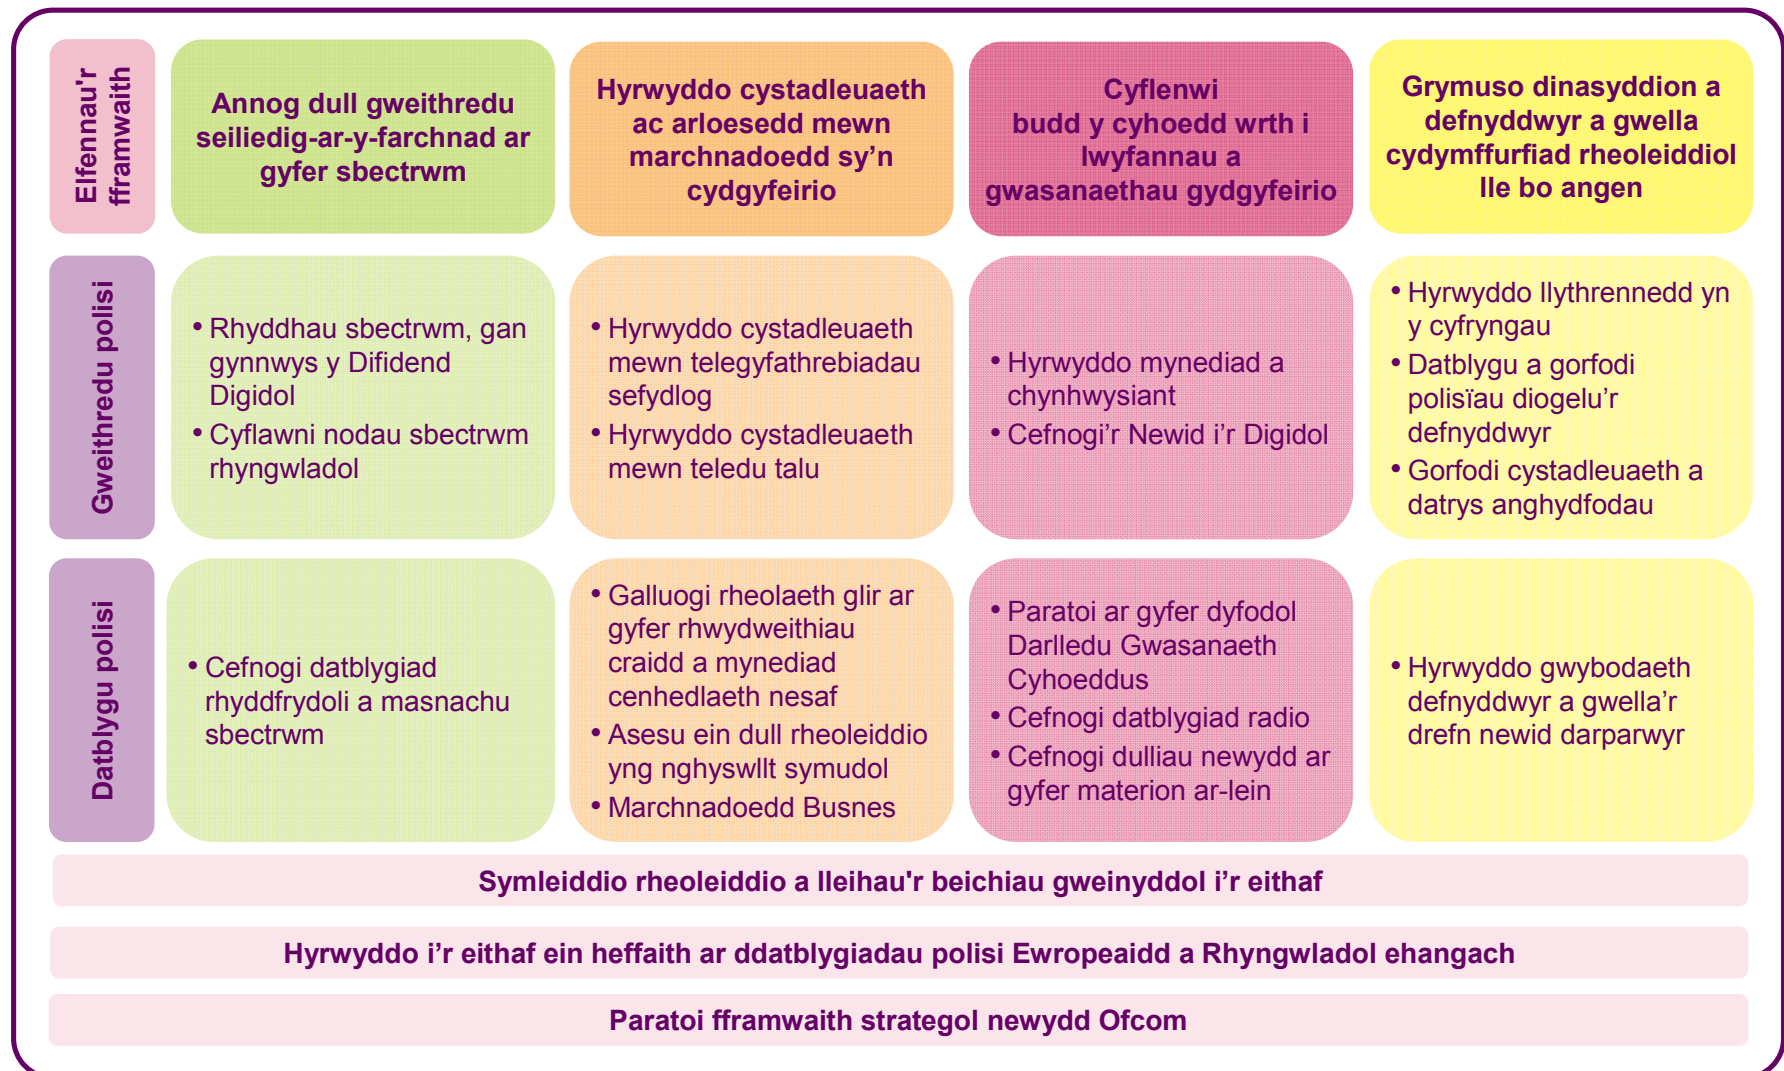 Elfennau'r
fframwaith
Annog dull gweithredu
seiliedig-ar-y-farchnad ar
gyfer sbectrwm
Hyrwyddo cystadleuaeth
ac arloesedd mewn
marchnadoedd sy’n
cydgyfeirio
Cyflenwi
budd y cyhoedd wrth i
lwyfannau a
gwasanaethau gydgyfeirio
Grymuso dinasyddion a
defnyddwyr a gwella
cydymffurfiad rheoleiddiol
lle bo angen
Gweithredu polisi
• Rhyddhau sbectrwm, gan
gynnwys y Difidend
Digidol
• Cyflawni nodau sbectrwm
rhyngwladol
• Hyrwyddo cystadleuaeth
mewn telegyfathrebiadau
sefydlog
• Hyrwyddo cystadleuaeth
mewn teledu talu
• Hyrwyddo mynediad a
chynhwysiant
• Cefnogi’r Newid i’r Digidol
• Hyrwyddo llythrennedd yn
y cyfryngau
• Datblygu a gorfodi
polisïau diogelu’r
defnyddwyr
• Gorfodi cystadleuaeth a
datrys anghydfodau
Datblygu polisi
• Cefnogi datblygiad
rhyddfrydoli a masnachu
sbectrwm
• Galluogi rheolaeth glir ar
gyfer rhwydweithiau
craidd a mynediad
cenhedlaeth nesaf
• Asesu ein dull rheoleiddio
yng nghyswllt symudol
• Marchnadoedd Busnes
• Paratoi ar gyfer dyfodol
Darlledu Gwasanaeth
Cyhoeddus
• Cefnogi datblygiad radio
• Cefnogi dulliau newydd ar
gyfer materion ar-lein
• Hyrwyddo gwybodaeth
defnyddwyr a gwella’r
drefn newid darparwyr
Symleiddio rheoleiddio a lleihau'r beichiau gweinyddol i’r eithaf
Hyrwyddo i’r eithaf ein heffaith ar ddatblygiadau polisi Ewropeaidd a Rhyngwladol ehangach
Paratoi fframwaith strategol newydd Ofcom